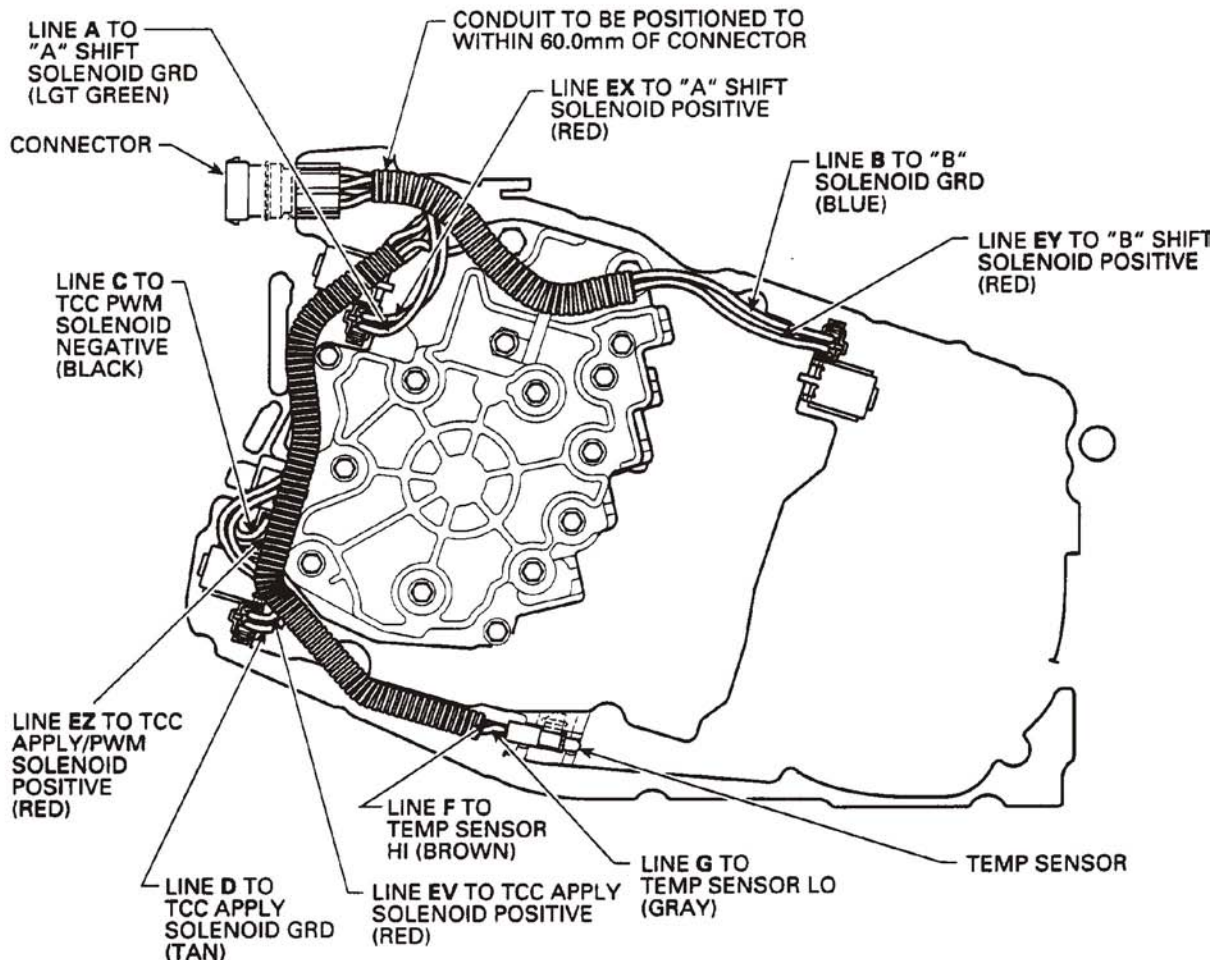 LINE A TO
"A" SHIFT
SOLENOID GRD
(LGT GREEN)
CONDUIT TO BE POSITIONED TO
WITHIN 60.0mm OF CONNECTOR
LINE EX TO "A" SHIFT
SOLENOID POSITIVE
(RED)
CONNECTOR
LINE B TO "B"
SOLENOID GRD
(BLUE)
LINE EY TO "B" SHIFT
SOLENOID POSITIVE
(RED)
LINE C TO
TCC PWM
SOLENOID
NEGATIVE
(BLACK)
LINE EZ TO TCC
APPLY/PWM
SOLENOID
POSITIVE
(RED)
LINE D TO
TCC APPLY
SOLENOID GRD
(TAN)
LINE EV TO TCC APPLY
SOLENOID POSITIVE
(RED)
LINE F TO
TEMP SENSOR
HI (BROWN)
LINE G TO
TEMP SENSOR LO
(GRAY)
TEMP SENSOR